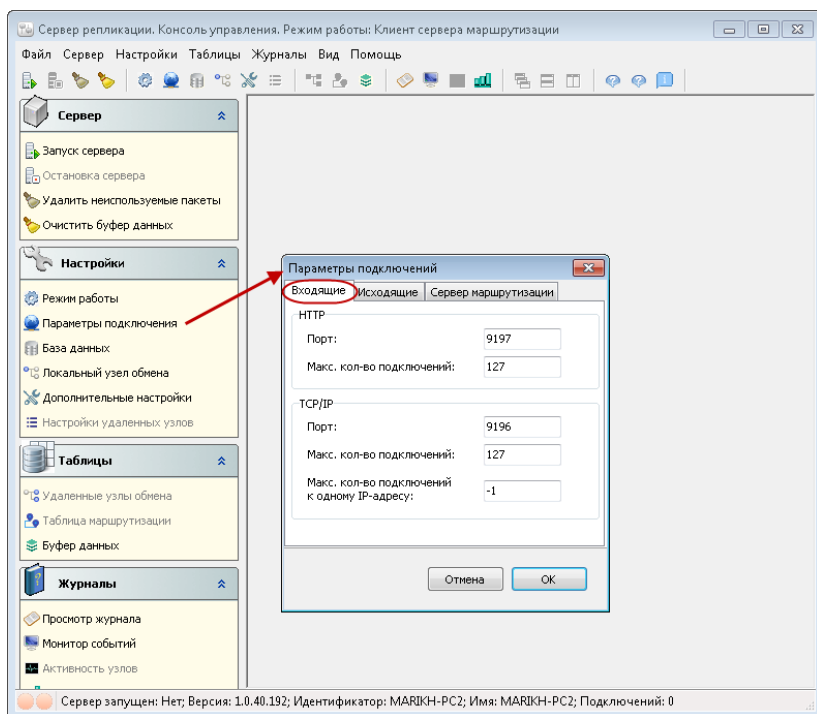 Сервер репликации. Консоль управления. Режим работы: Клиент сервера маршрутизации
Файл Сервер Настройки Таблицы Журналы Вид Помощь
Сервер
Запуск сервера
Остановка сервера
Удалить неиспользуемые пакеты
Очистить буфер данных
Настройки
Режим работы
Параметры подключения
База данных
Локальный узел обмена
Дополнительные настройки
Настройки удаленных узлов
Таблицы
Удаленные узлы обмена
Таблица маршрутизации
Буфер данных
Журналы
Просмотр журнала
Монитор событий
Активность узлов
Параметры подключений
Входящие Исходящие Сервер маршрутизации
HTTP
Порт: 9197
Макс. кол-во подключений: 127
TCP/IP
Порт: 9196
Макс. кол-во подключений: 127
Макс. кол-во подключений
к одному IP-адресу: -1
Отмена OK
Сервер запущен: Нет; Версия: 1.0.40.192; Идентификатор: MARIKH-PC2; Имя: MARIKH-PC2; Подключений: 0